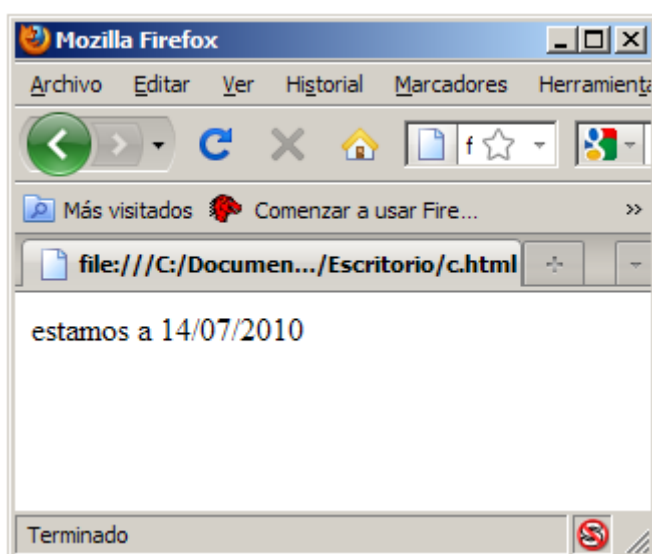 Mozilla Firefox
Archivo Editar Ver Historial Marcadores Herramienta
f
Más visitados Comenzar a usar Fire... »
file:///C:/Documen.../Escritorio/c.html
estamos a 14/07/2010
Terminado